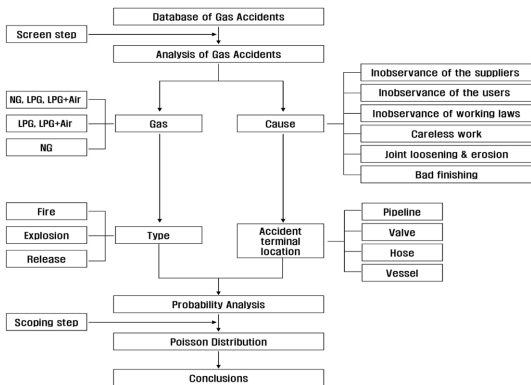 Database of Gas Accidents
Screen step
Analysis of Gas Accidents
NG, LPG, LPG+Air
LPG, LPG+Air
NG
Gas
Cause
Inobservance of the suppliers
Inobservance of the users
Inobservance of working laws
Careless work
Joint loosening & erosion
Bad finishing
Fire
Explosion
Release
Type
Accident
terminal
location
Pipeline
Valve
Hose
Vessel
Probability Analysis
Scoping step
Poisson Distribution
Conclusions